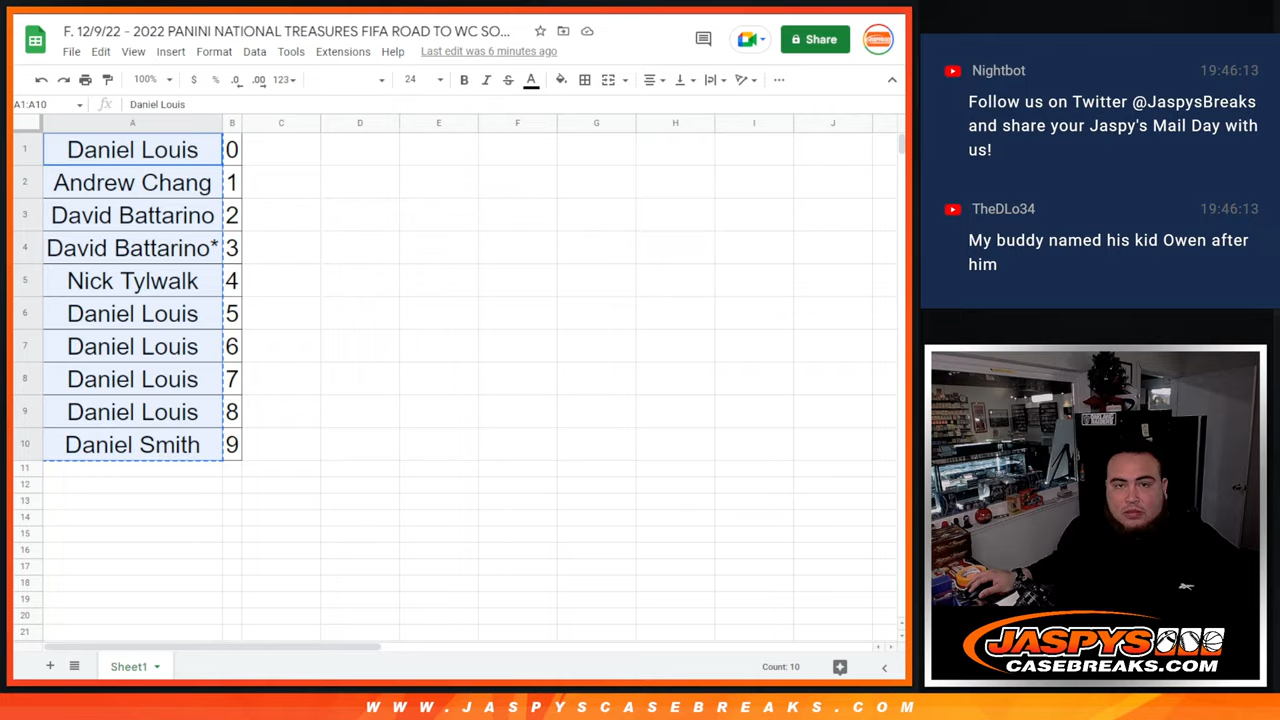 F. 12/9/22 - 2022 PANINI NATIONAL TREASURES FIFA ROAD TO WC SO...
File Edit View Insert Format Data Tools Extensions Help Last edit was 6 minutes ago
Share
100% $ % .0 .00 123 24 B I S A
A1:A10 fx Daniel Louis
A B C D E F G H I J
1 Daniel Louis 0
2 Andrew Chang 1
3 David Battarino 2
4 David Battarino* 3
5 Nick Tylwalk 4
6 Daniel Louis 5
7 Daniel Louis 6
8 Daniel Louis 7
9 Daniel Louis 8
10 Daniel Smith 9
11
12
13
14
15
16
17
18
19
20
21
Sheet1
Count: 10
Nightbot 19:46:13
Follow us on Twitter @JaspysBreaks
and share your Jaspy's Mail Day with
us!
TheDLo34 19:46:13
My buddy named his kid Owen after
him
JASPYS
CASEBREAKS.COM
WWW.JASPYSCASEBREAKS.COM